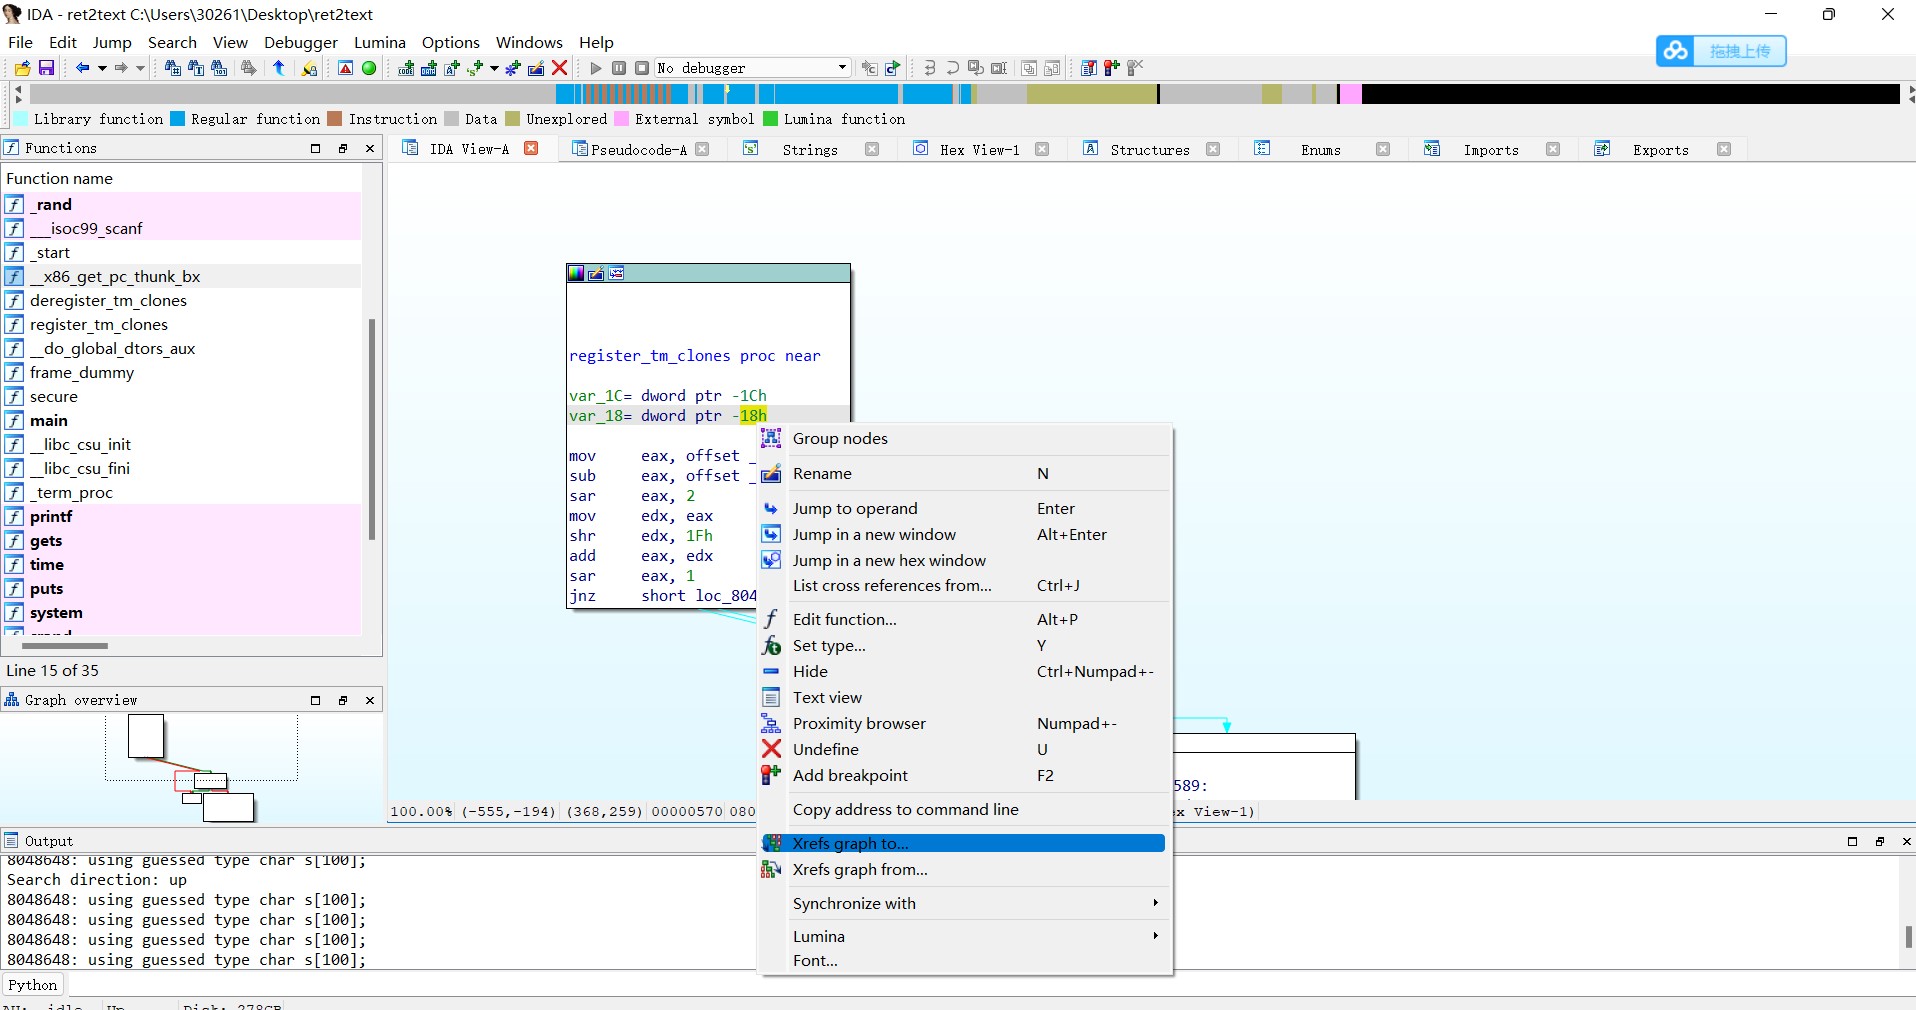 IDA - ret2text C:\Users\30261\Desktop\ret2text
File Edit Jump Search View Debugger Lumina Options Windows Help
拖拽上传
No debugger
Library function Regular function Instruction Data Unexplored External symbol Lumina function
Functions
IDA View-A Pseudocode-A Strings Hex View-1 Structures Enums Imports Exports
Function name
_rand
___isoc99_scanf
_start
__x86_get_pc_thunk_bx
deregister_tm_clones
register_tm_clones
__do_global_dtors_aux
frame_dummy
secure
main
__libc_csu_init
__libc_csu_fini
_term_proc
printf
gets
time
puts
system
Line 15 of 35
Graph overview
register_tm_clones proc near
var_1C= dword ptr -1Ch
var_18= dword ptr -18h
mov eax, offset _
sub eax, offset _
sar eax, 2
mov edx, eax
shr edx, 1Fh
add eax, edx
sar eax, 1
jnz short loc_804
Group nodes
Rename N
Jump to operand Enter
Jump in a new window Alt+Enter
Jump in a new hex window
List cross references from... Ctrl+J
Edit function... Alt+P
Set type... Y
Hide Ctrl+Numpad+-
Text view
Proximity browser Numpad+-
Undefine U
Add breakpoint F2
Copy address to command line
Xrefs graph to...
Xrefs graph from...
Synchronize with
Lumina
Font...
589:
100.00% (-555,-194) (368,259) 00000570 080 ex View-1)
Output
8048648: using guessed type char s[100];
Search direction: up
8048648: using guessed type char s[100];
8048648: using guessed type char s[100];
8048648: using guessed type char s[100];
8048648: using guessed type char s[100];
Python